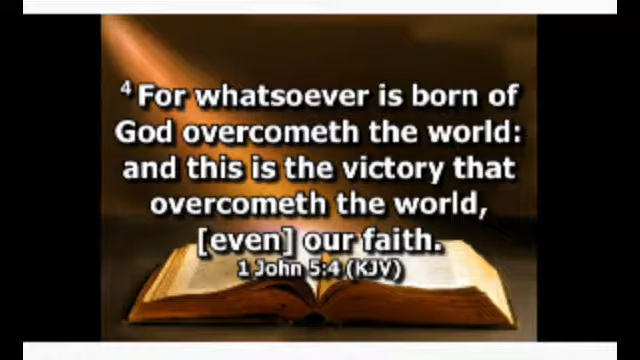 4 For whatsoever is born of
God overcometh the world:
and this is the victory that
overcometh the world,
[even] our faith.
1 John 5:4 (KJV)